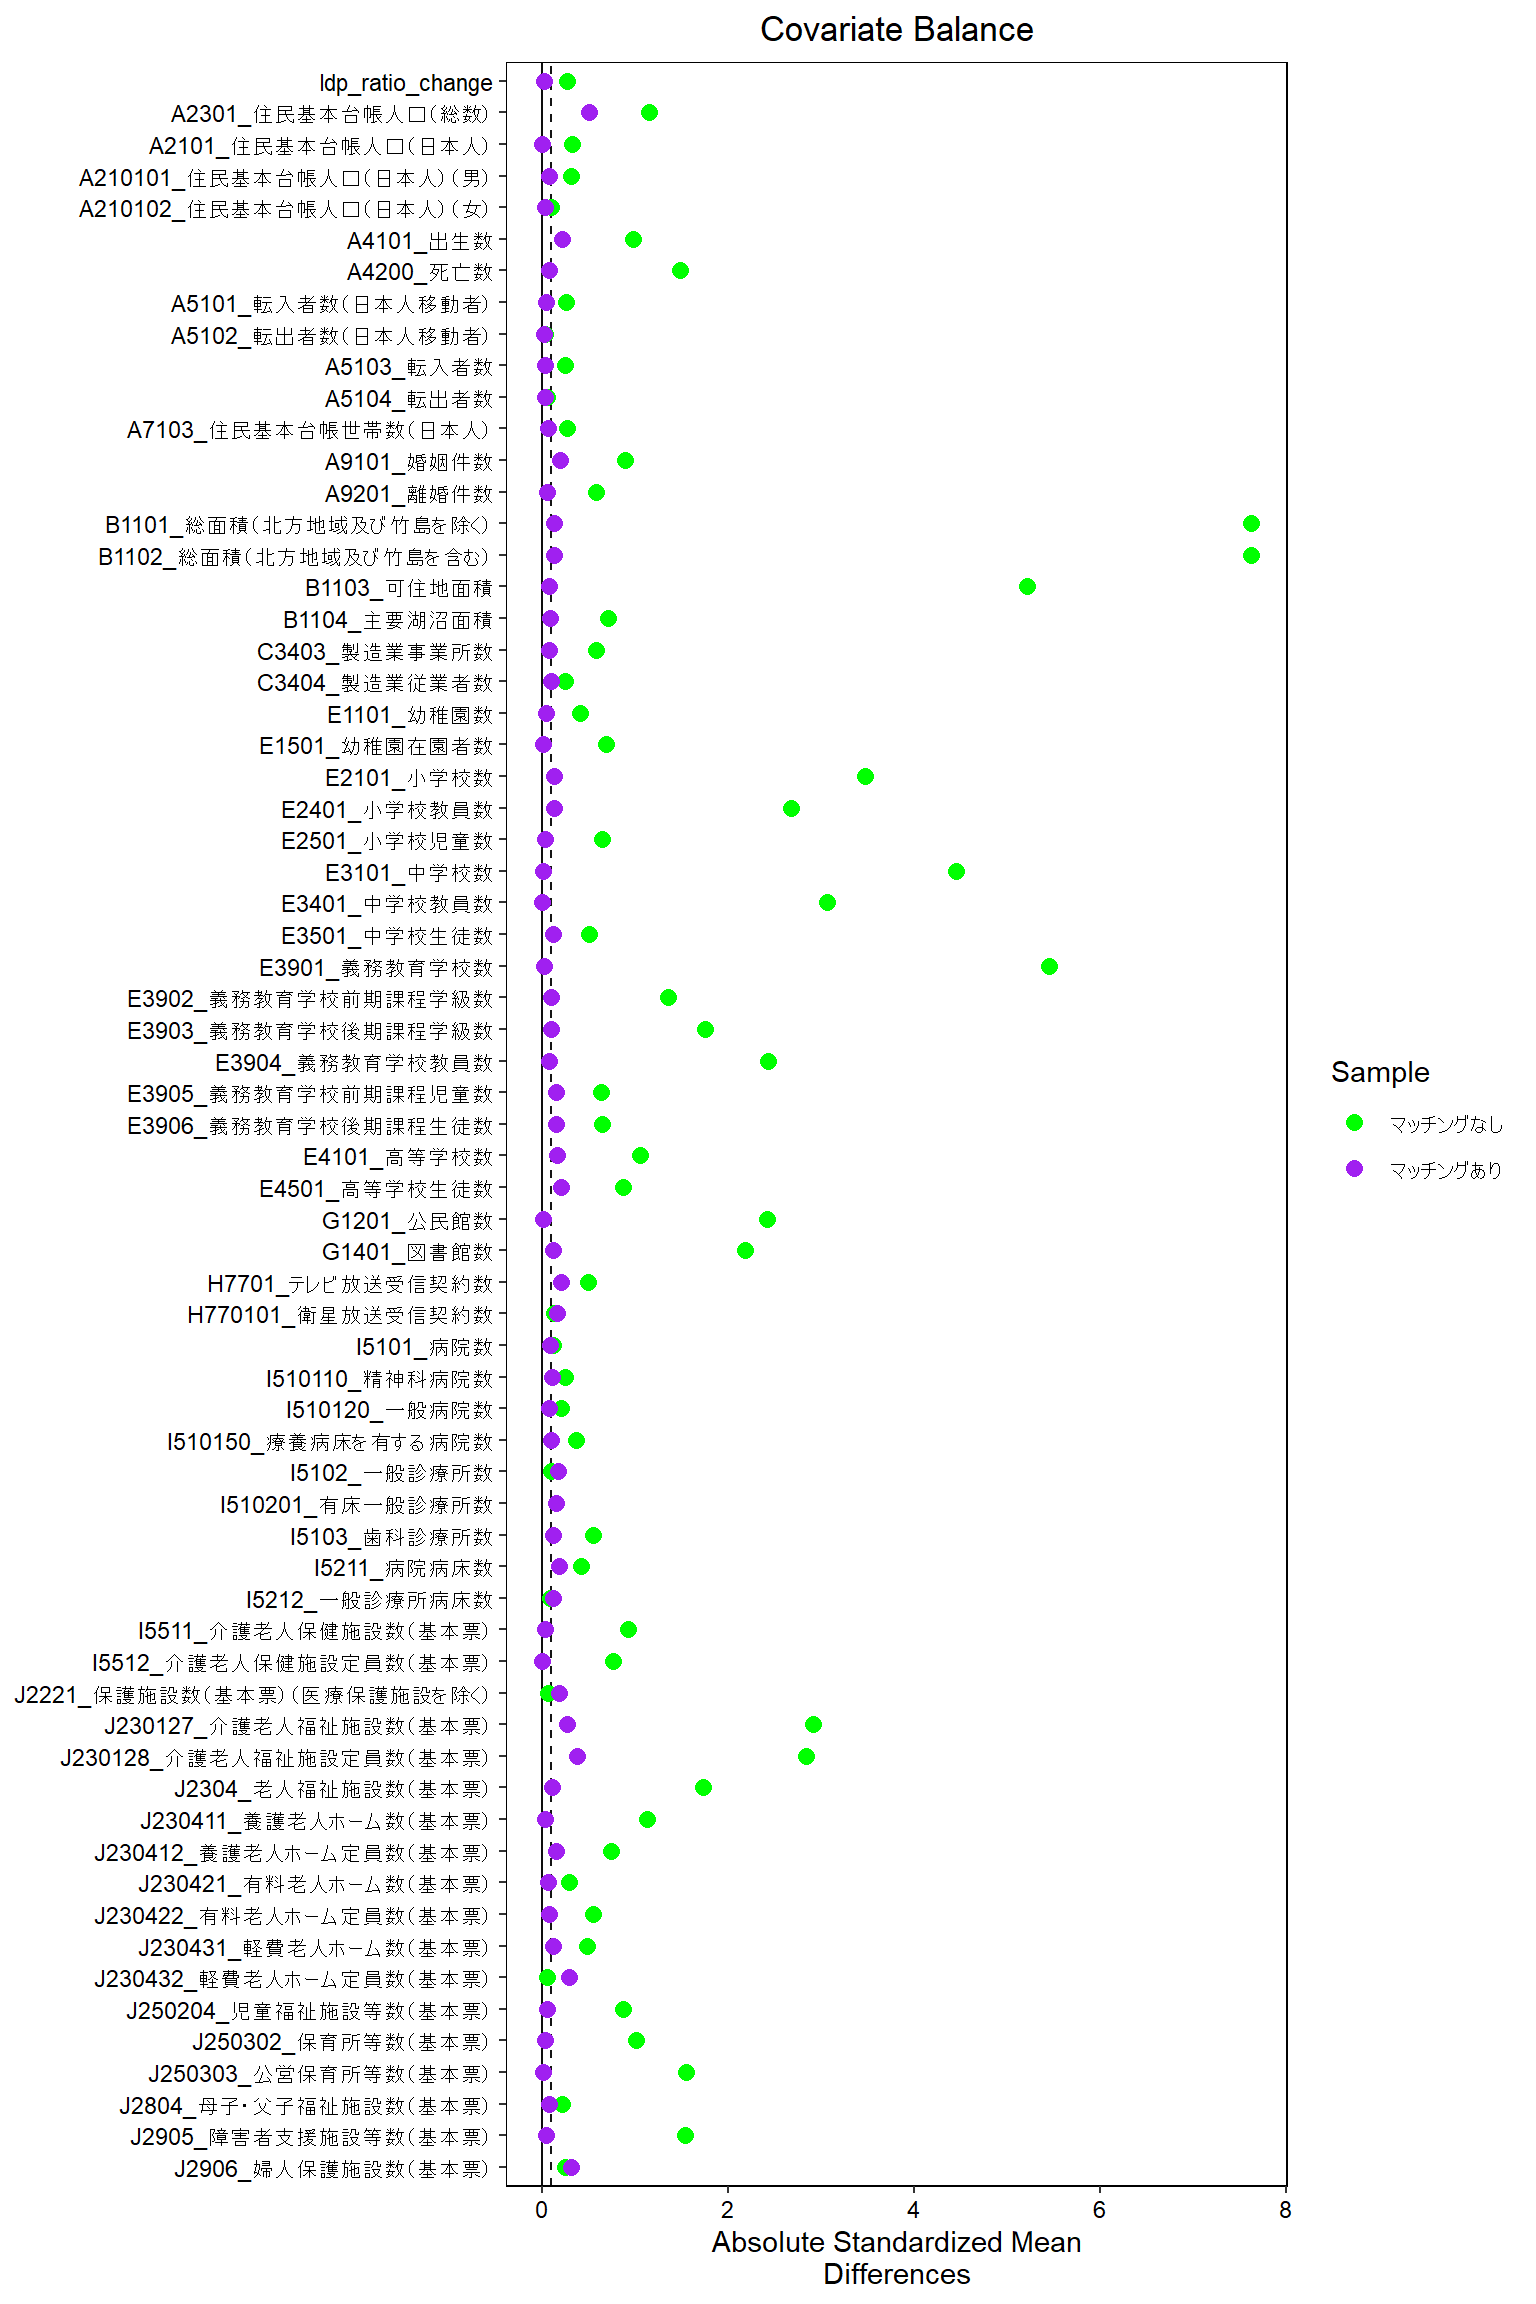 Covariate Balance
ldp_ratio_change
A2301_住民基本台帳人口(総数)
A2101_住民基本台帳人口(日本人)
A210101_住民基本台帳人口(日本人)(男)
A210102_住民基本台帳人口(日本人)(女)
A4101_出生数
A4200_死亡数
A5101_転入者数(日本人移動者)
A5102_転出者数(日本人移動者)
A5103_転入者数
A5104_転出者数
A7103_住民基本台帳世帯数(日本人)
A9101_婚姻件数
A9201_離婚件数
B1101_総面積(北方地域及び竹島を除く)
B1102_総面積(北方地域及び竹島を含む)
B1103_可住地面積
B1104_主要湖沼面積
C3403_製造業事業所数
C3404_製造業従業者数
E1101_幼稚園数
E1501_幼稚園在園者数
E2101_小学校数
E2401_小学校教員数
E2501_小学校児童数
E3101_中学校数
E3401_中学校教員数
E3501_中学校生徒数
E3901_義務教育学校数
E3902_義務教育学校前期課程学級数
E3903_義務教育学校後期課程学級数
E3904_義務教育学校教員数
E3905_義務教育学校前期課程児童数
E3906_義務教育学校後期課程生徒数
E4101_高等学校数
E4501_高等学校生徒数
G1201_公民館数
G1401_図書館数
H7701_テレビ放送受信契約数
H770101_衛星放送受信契約数
I5101_病院数
I510110_精神科病院数
I510120_一般病院数
I510150_療養病床を有する病院数
I5102_一般診療所数
I510201_有床一般診療所数
I5103_歯科診療所数
I5211_病院病床数
I5212_一般診療所病床数
I5511_介護老人保健施設数(基本票)
I5512_介護老人保健施設定員数(基本票)
J2221_保護施設数(基本票)(医療保護施設を除く)
J230127_介護老人福祉施設数(基本票)
J230128_介護老人福祉施設定員数(基本票)
J2304_老人福祉施設数(基本票)
J230411_養護老人ホーム数(基本票)
J230412_養護老人ホーム定員数(基本票)
J230421_有料老人ホーム数(基本票)
J230422_有料老人ホーム定員数(基本票)
J230431_軽費老人ホーム数(基本票)
J230432_軽費老人ホーム定員数(基本票)
J250204_児童福祉施設等数(基本票)
J250302_保育所等数(基本票)
J250303_公営保育所等数(基本票)
J2804_母子・父子福祉施設数(基本票)
J2905_障害者支援施設等数(基本票)
J2906_婦人保護施設数(基本票)
0 2 4 6 8
Absolute Standardized Mean
Differences
Sample
マッチングなし
マッチングあり